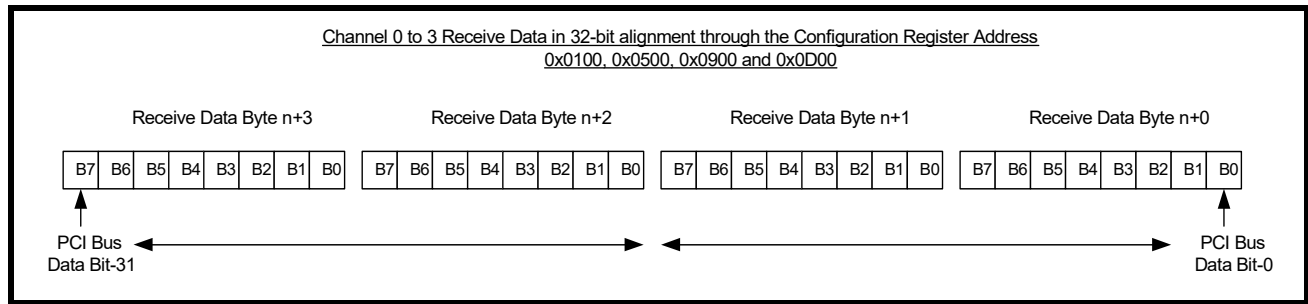 Channel 0 to 3 Receive Data in 32-bit alignment through the Configuration Register Address
0x0100, 0x0500, 0x0900 and 0x0D00
Receive Data Byte n+3 Receive Data Byte n+2 Receive Data Byte n+1 Receive Data Byte n+0
B7 B6 B5 B4 B3 B2 B1 B0 B7 B6 B5 B4 B3 B2 B1 B0 B7 B6 B5 B4 B3 B2 B1 B0 B7 B6 B5 B4 B3 B2 B1 B0
PCI Bus PCI Bus
Data Bit-31 Data Bit-0